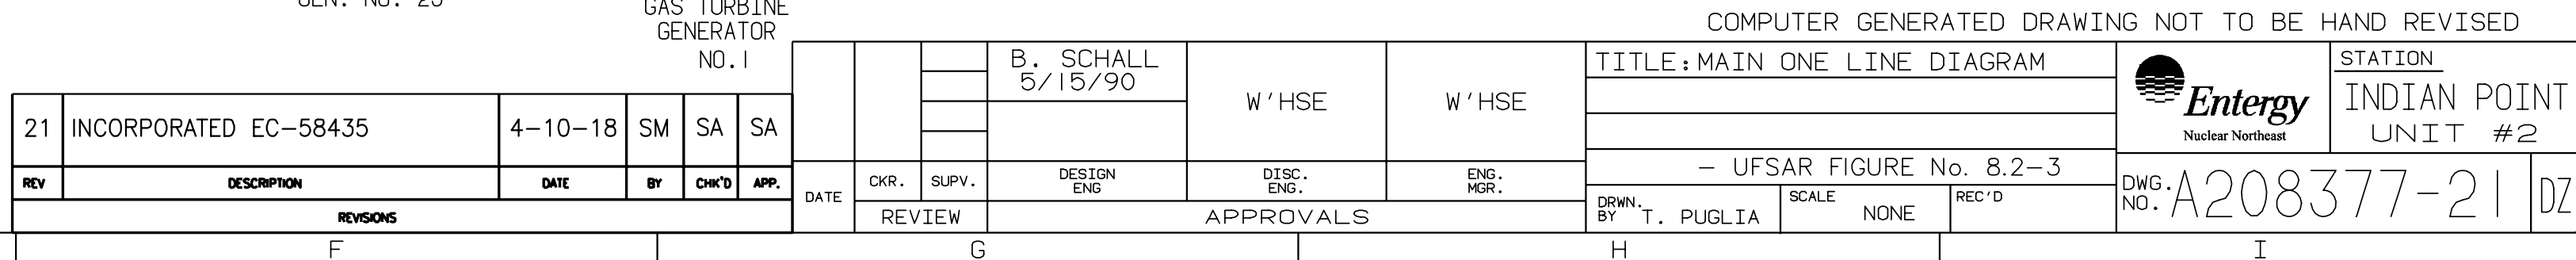 GEN. NO. 23
GAS TURBINE
GENERATOR
NO.1
COMPUTER GENERATED DRAWING NOT TO BE HAND REVISED
21 INCORPORATED EC-58435 4-10-18 SM SA SA
REV DESCRIPTION DATE BY CHK'D APP.
REVISIONS
DATE
CKR. SUPV.
REVIEW
B. SCHALL
5/15/90
DESIGN
ENG
W'HSE
DISC.
ENG.
W'HSE
ENG.
MGR.
APPROVALS
TITLE: MAIN ONE LINE DIAGRAM
- UFSAR FIGURE No. 8.2-3
DRWN.
BY T. PUGLIA
SCALE
NONE
REC'D
Entergy
Nuclear Northeast
STATION
INDIAN POINT
UNIT #2
DWG.
NO. A208377-21
DZ
F G H I